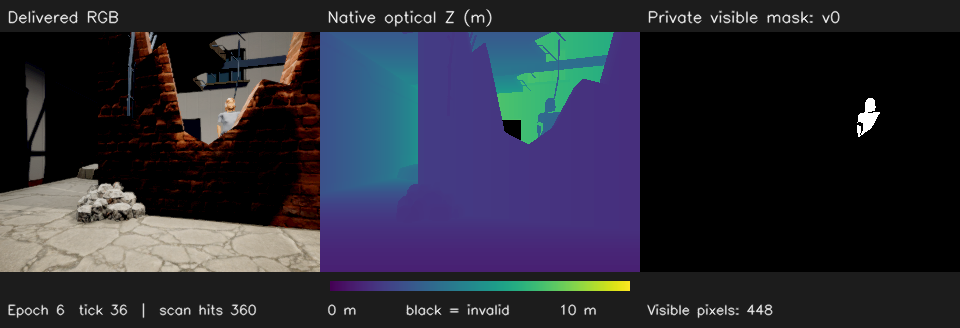 Delivered RGB
Native optical Z (m)
Private visible mask: v0
0 m
black = invalid
10 m
Epoch 6 tick 36 | scan hits 360
Visible pixels: 448